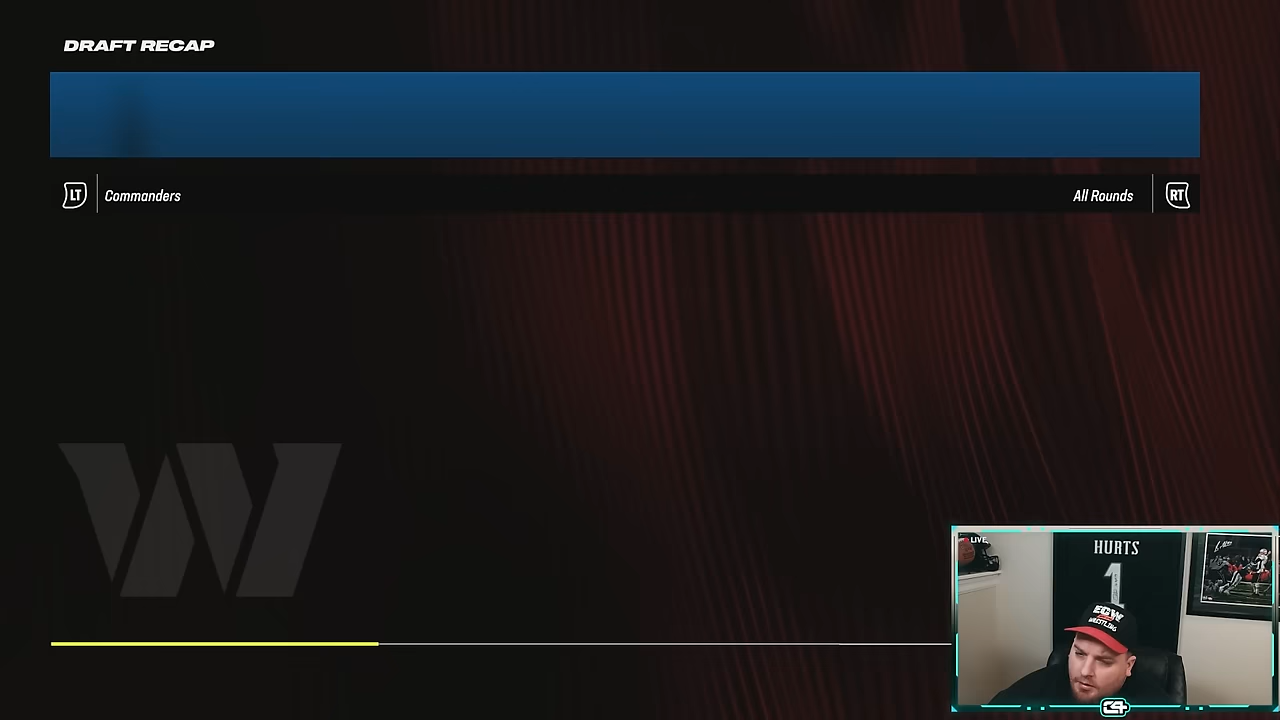 DRAFT RECAP
LT Commanders
All Rounds RT
LIVE
HURTS
1
ECW
WRESTLING